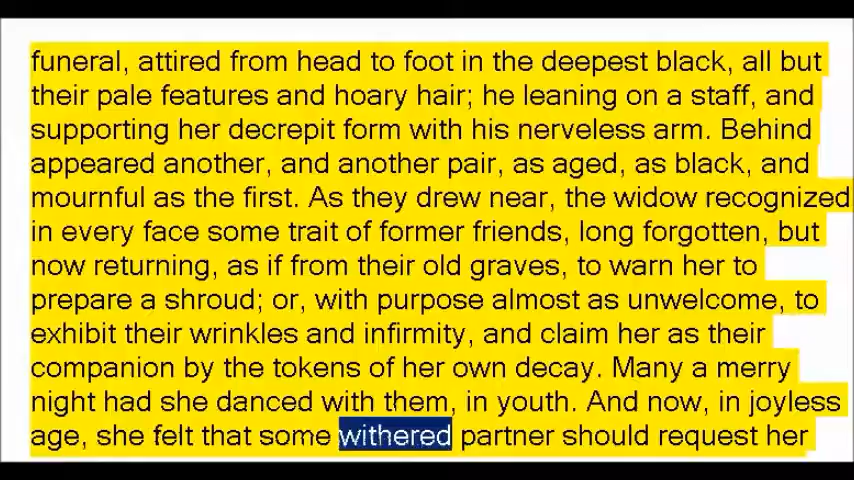 funeral, attired from head to foot in the deepest black, all but
their pale features and hoary hair; he leaning on a staff, and
supporting her decrepit form with his nerveless arm. Behind
appeared another, and another pair, as aged, as black, and
mournful as the first. As they drew near, the widow recognized
in every face some trait of former friends, long forgotten, but
now returning, as if from their old graves, to warn her to
prepare a shroud; or, with purpose almost as unwelcome, to
exhibit their wrinkles and infirmity, and claim her as their
companion by the tokens of her own decay. Many a merry
night had she danced with them, in youth. And now, in joyless
age, she felt that some withered partner should request her